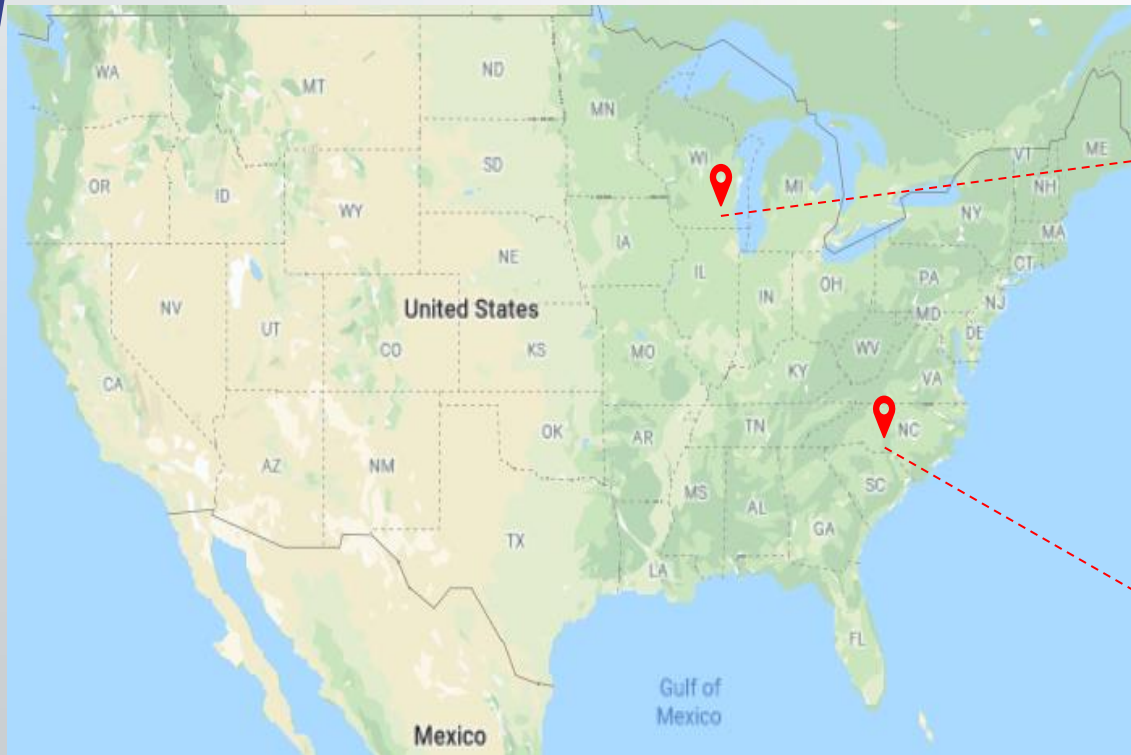 WA
MT
ND
MN
OR
ID
WY
SD
WI
MI
VT
ME
NH
NY
MA
CT
IA
NE
IL
IN
OH
PA
NJ
MD
DE
NV
UT
United States
CO
KS
MO
KY
WV
VA
CA
AZ
NM
OK
AR
TN
NC
SC
MS
AL
GA
TX
LA
FL
Gulf of
Mexico
Mexico